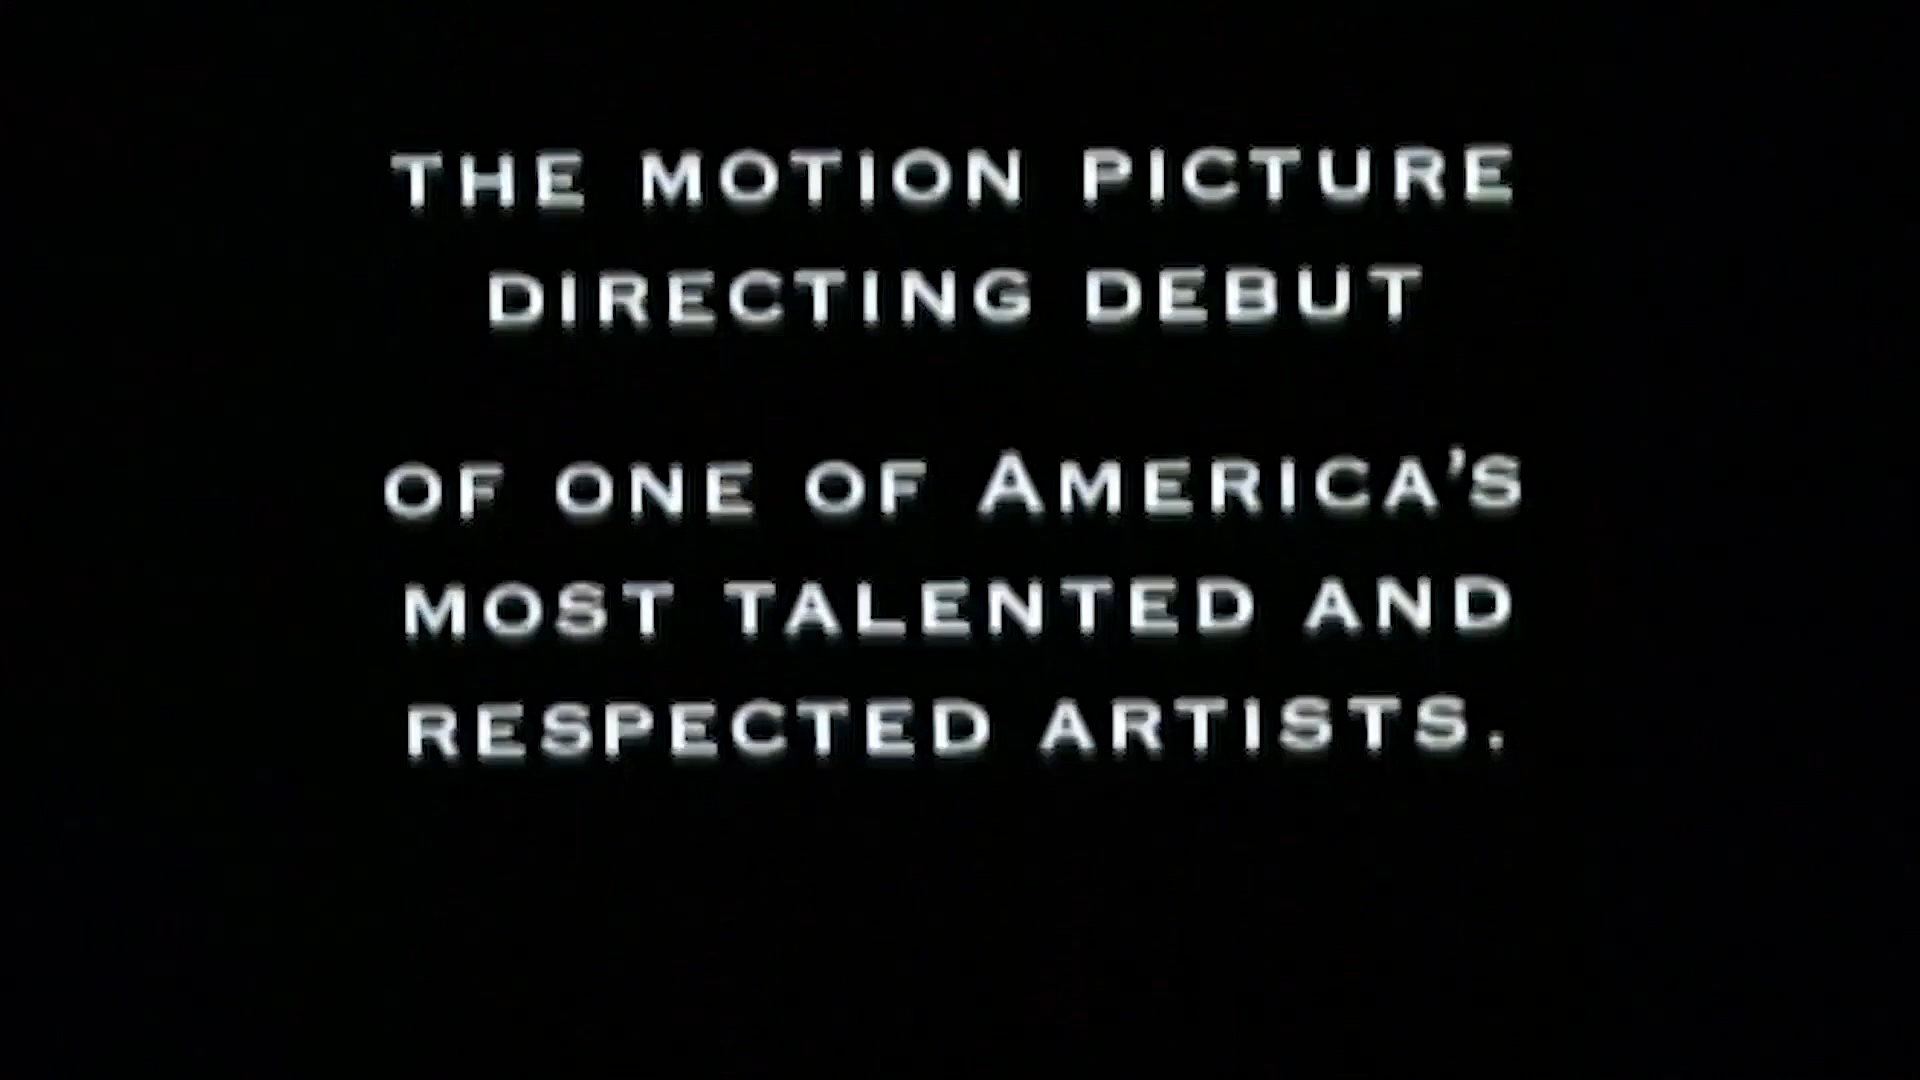 THE MOTION PICTURE
DIRECTING DEBUT
OF ONE OF AMERICA'S
MOST TALENTED AND
RESPECTED ARTISTS.